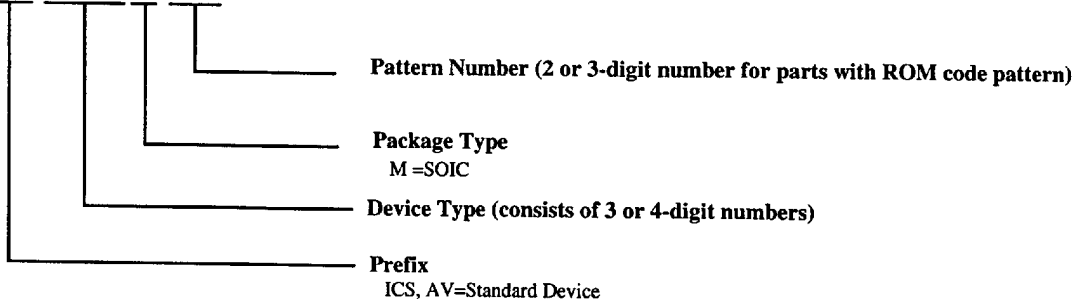 Pattern Number (2 or 3-digit number for parts with ROM code pattern)
Package Type
M =SOIC
Device Type (consists of 3 or 4-digit numbers)
Prefix
ICS, AV=Standard Device